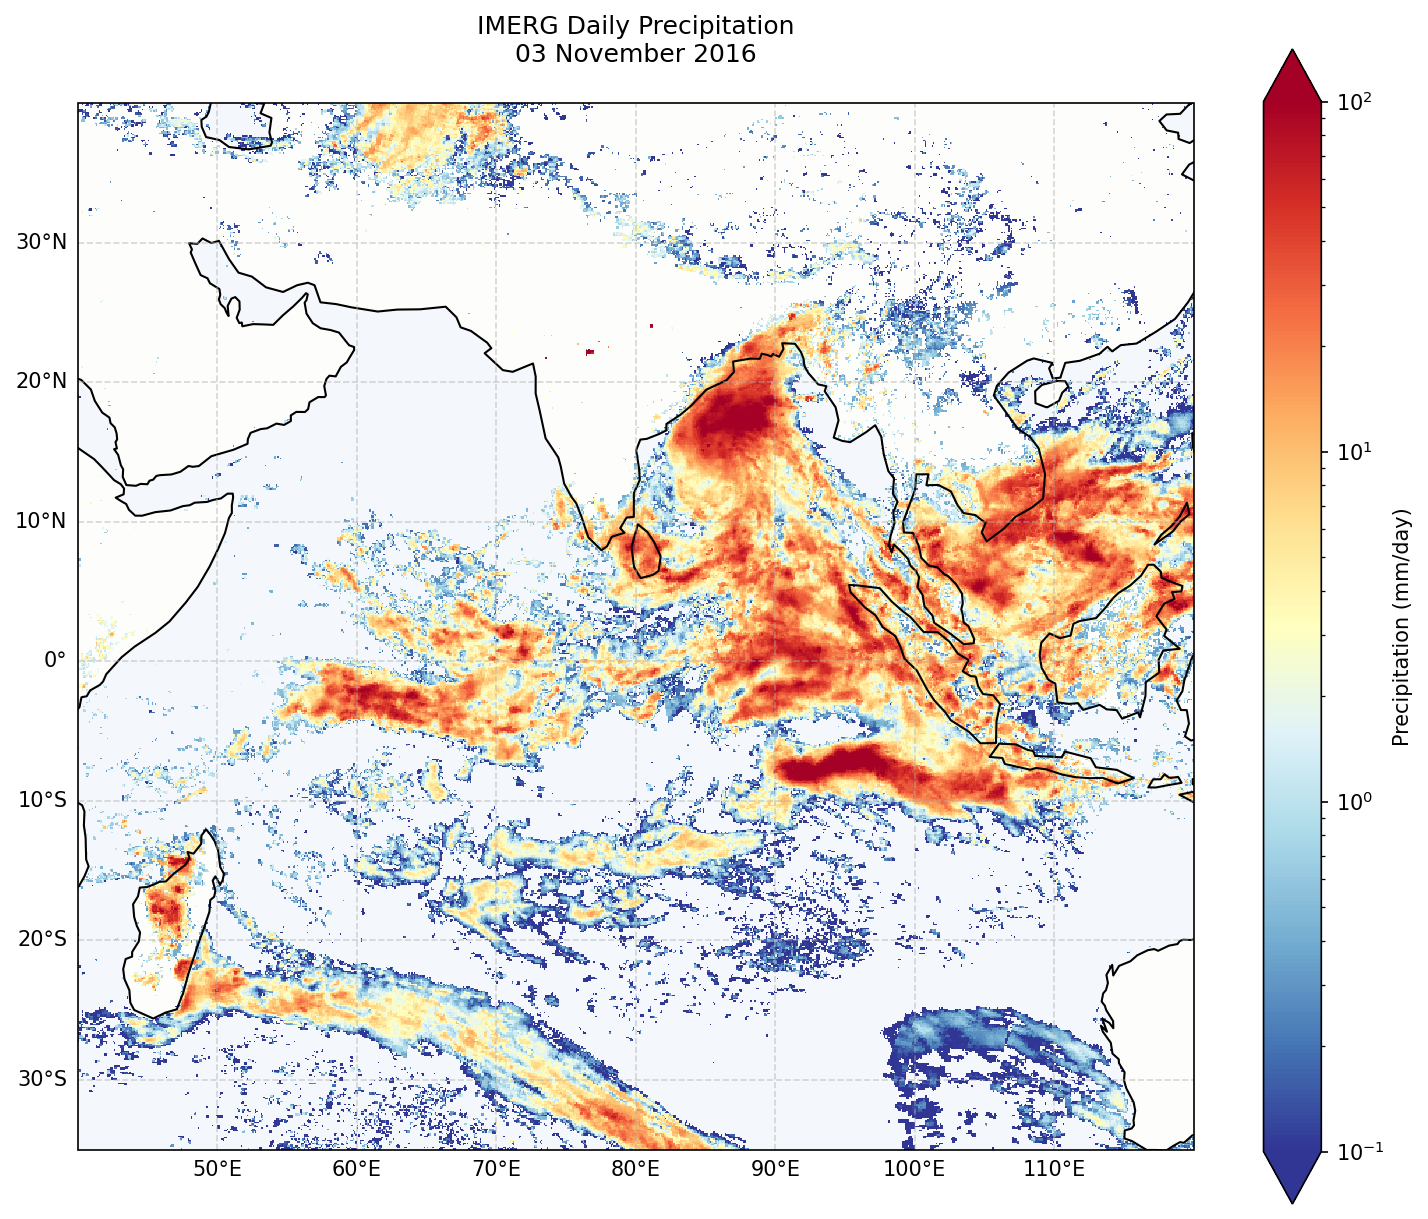 IMERG Daily Precipitation
03 November 2016
30°N
20°N
10°N
0°
10°S
20°S
30°S
50°E
60°E
70°E
80°E
90°E
100°E
110°E
10²
10¹
10⁰
10⁻¹
Precipitation (mm/day)